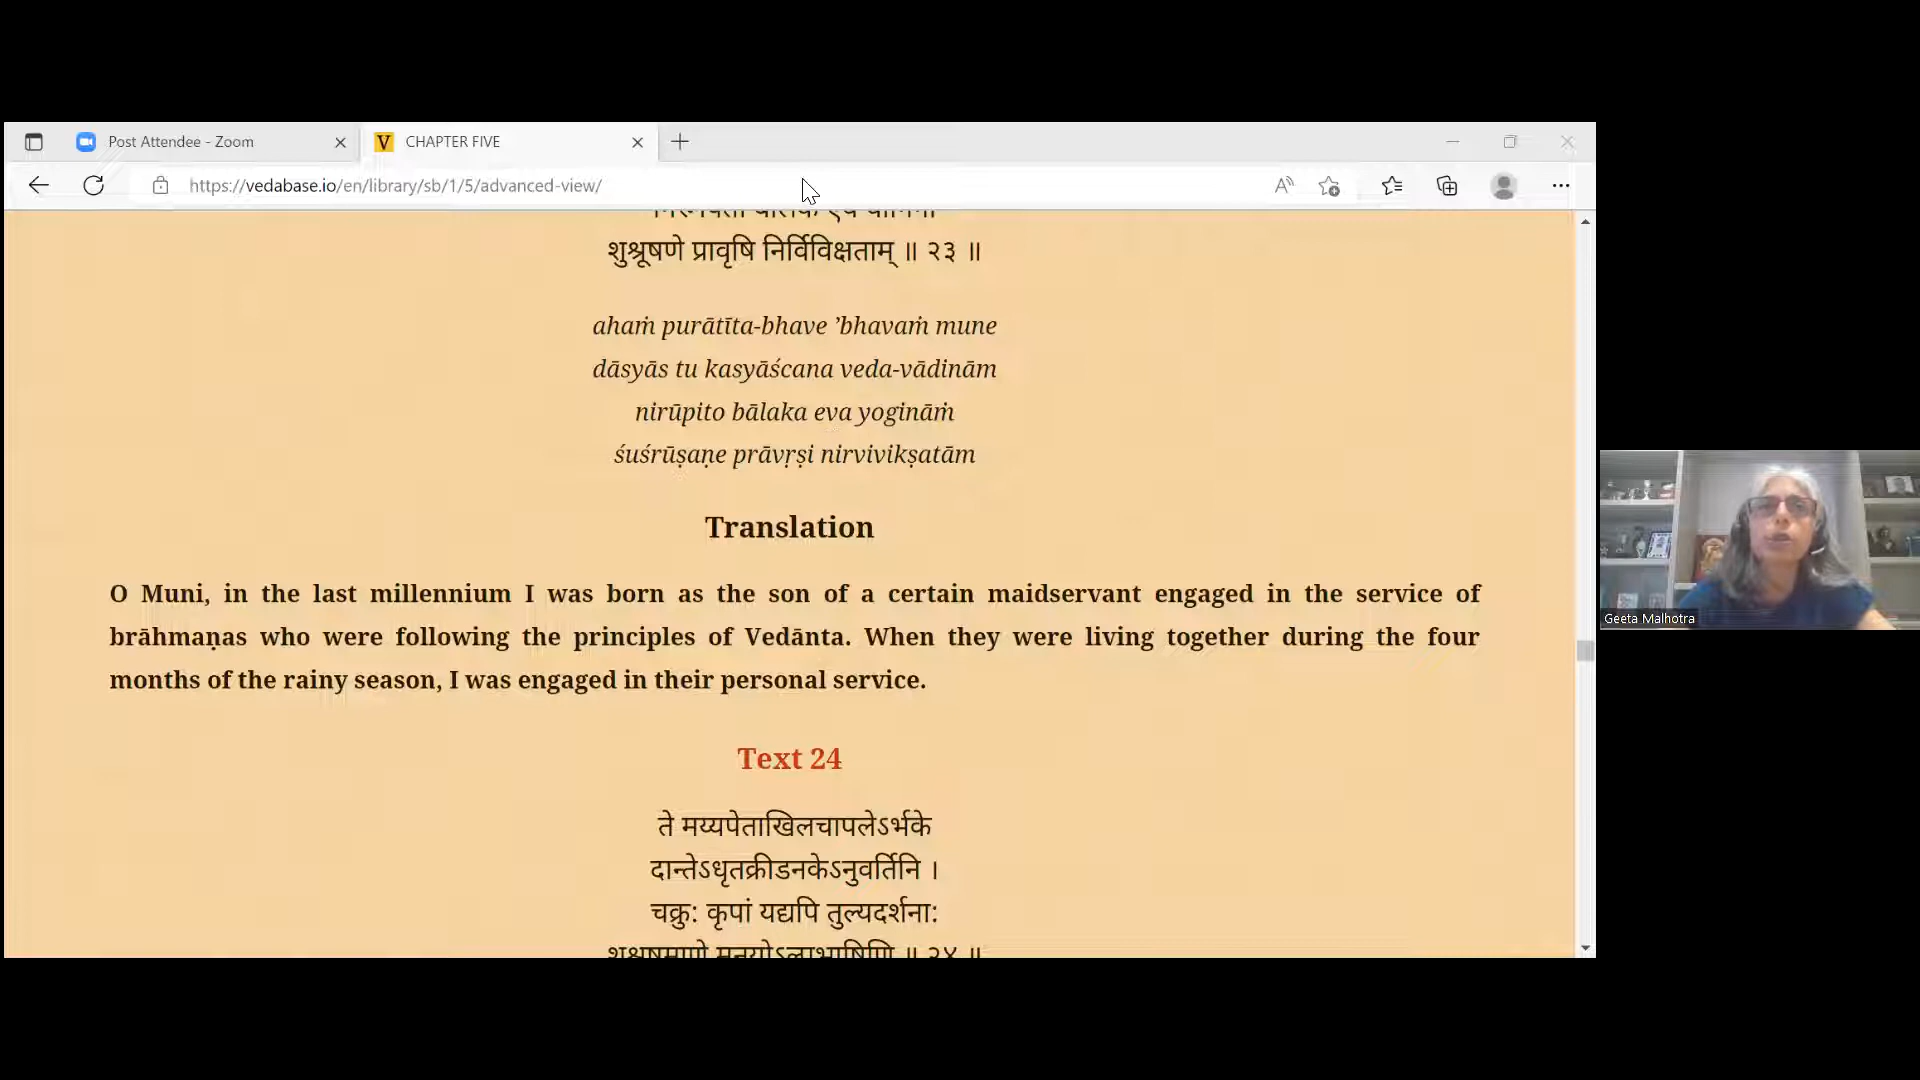 Post Attendee - Zoom
CHAPTER FIVE
https://vedabase.io/en/library/sb/1/5/advanced-view/
शुश्रूषणे प्रावृषि निर्विविक्षताम् ॥ २३ ॥
ahaṁ purātīta-bhave ’bhavaṁ mune
dāsyās tu kasyāścana veda-vādinām
nirūpito bālaka eva yogināṁ
śuśrūṣaṇe prāvṛṣi nirvivikṣatām
Translation
O Muni, in the last millennium I was born as the son of a certain maidservant engaged in the service of
brāhmaṇas who were following the principles of Vedānta. When they were living together during the four
months of the rainy season, I was engaged in their personal service.
Text 24
ते मय्यपेताखिलचापलेऽर्भके
दान्तेऽधृतक्रीडनकेऽनुवर्तिनि ।
चक्रु: कृपां यद्यपि तुल्यदर्शना:
Geeta Malhotra